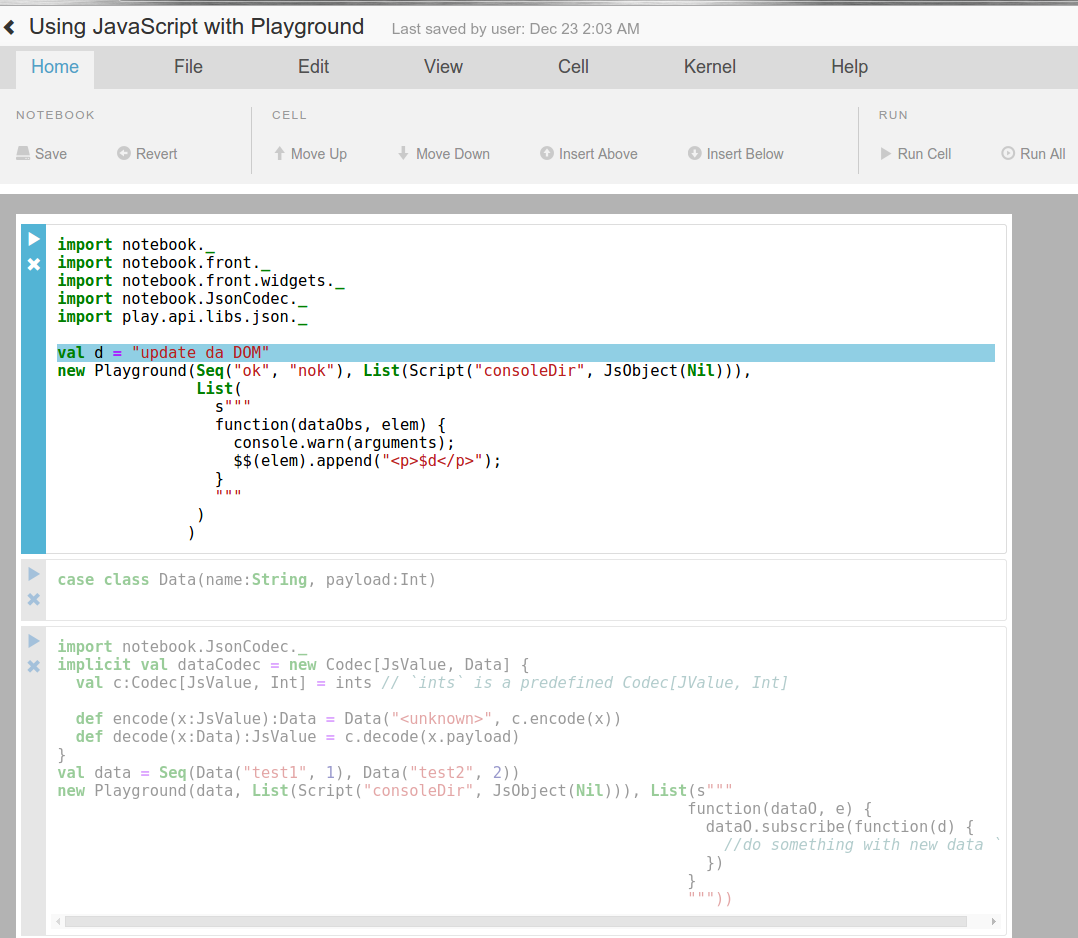 Using JavaScript with Playground Last saved by user: Dec 23 2:03 AM
Home File Edit View Cell Kernel Help
NOTEBOOK CELL RUN
Save Revert Move Up Move Down Insert Above Insert Below Run Cell Run All
import notebook._
import notebook.front._
import notebook.front.widgets._
import notebook.JsonCodec._
import play.api.libs.json._
val d = "update da DOM"
new Playground(Seq("ok", "nok"), List(Script("consoleDir", JsObject(Nil))),
List(
s"""
function(dataObs, elem) {
console.warn(arguments);
$$(elem).append("<p>$d</p>");
}
"""
)
)
case class Data(name:String, payload:Int)
import notebook.JsonCodec._
implicit val dataCodec = new Codec[JsValue, Data] {
val c:Codec[JsValue, Int] = ints // `ints` is a predefined Codec[JValue, Int]
def encode(x:JsValue):Data = Data("<unknown>", c.encode(x))
def decode(x:Data):JsValue = c.decode(x.payload)
}
val data = Seq(Data("test1", 1), Data("test2", 2))
new Playground(data, List(Script("consoleDir", JsObject(Nil))), List(s"""
function(dataO, e) {
dataO.subscribe(function(d) {
//do something with new data `
})
}
"""))